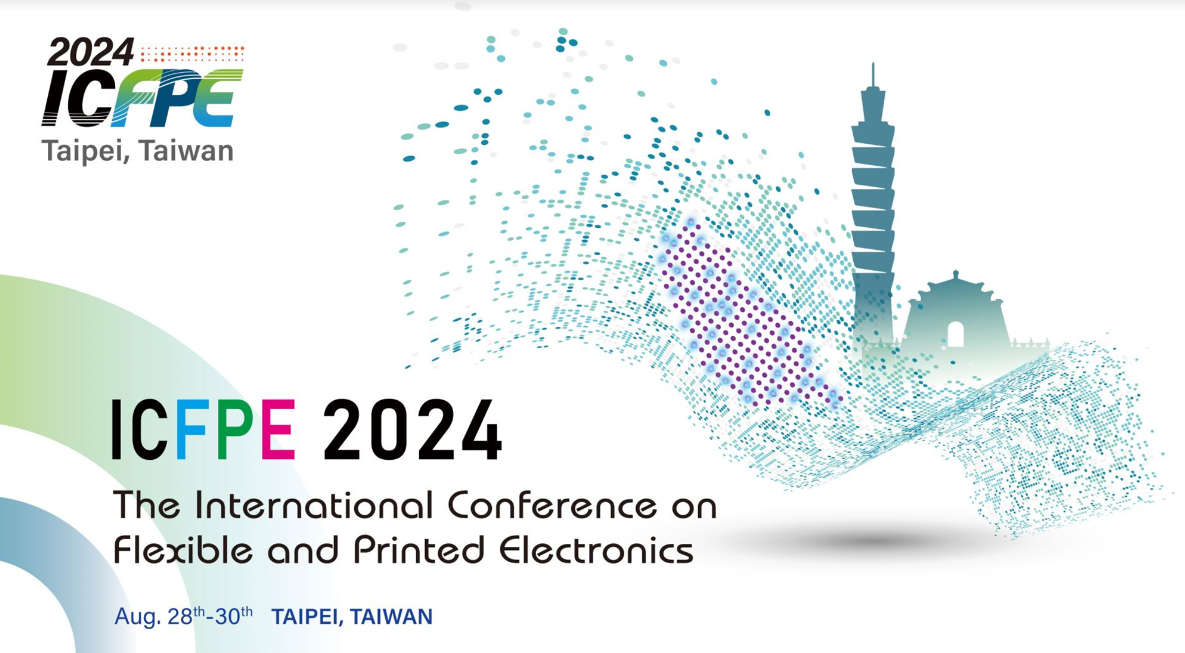 2024
ICFPE
Taipei, Taiwan
ICFPE 2024
The International Conference on
Flexible and Printed Electronics
Aug. 28th-30th TAIPEI, TAIWAN